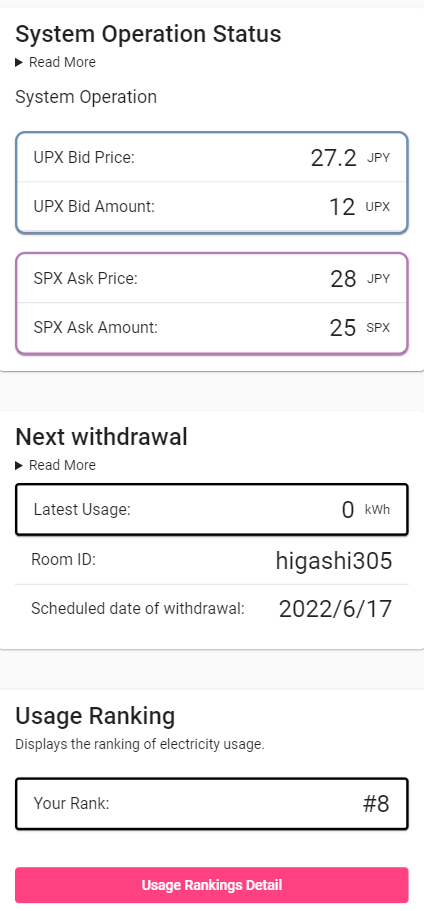 System Operation Status
Read More
System Operation
UPX Bid Price: 27.2 JPY
UPX Bid Amount: 12 UPX
SPX Ask Price: 28 JPY
SPX Ask Amount: 25 SPX
Next withdrawal
Read More
Latest Usage: 0 kWh
Room ID: higashi305
Scheduled date of withdrawal: 2022/6/17
Usage Ranking
Displays the ranking of electricity usage.
Your Rank: #8
Usage Rankings Detail